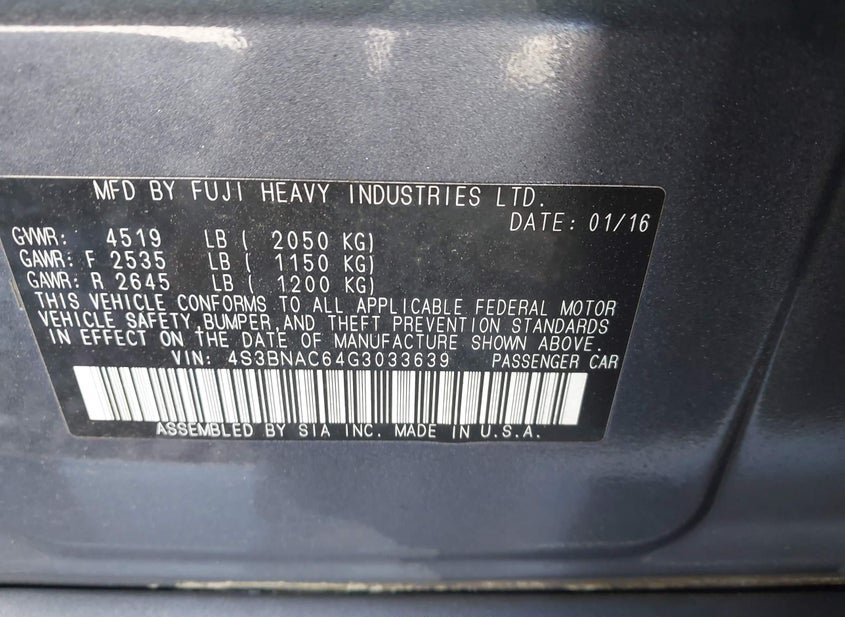 MFD BY FUJI HEAVY INDUSTRIES LTD.
DATE: 01/16
GVWR: 4519 LB ( 2050 KG)
GAWR: F 2535 LB ( 1150 KG)
GAWR: R 2645 LB ( 1200 KG)
THIS VEHICLE CONFORMS TO ALL APPLICABLE FEDERAL MOTOR
VEHICLE SAFETY,BUMPER,AND THEFT PREVENTION STANDARDS
IN EFFECT ON THE DATE OF MANUFACTURE SHOWN ABOVE.
VIN: 4S3BNAC64G3033639 PASSENGER CAR
ASSEMBLED BY SIA INC. MADE IN U.S.A.